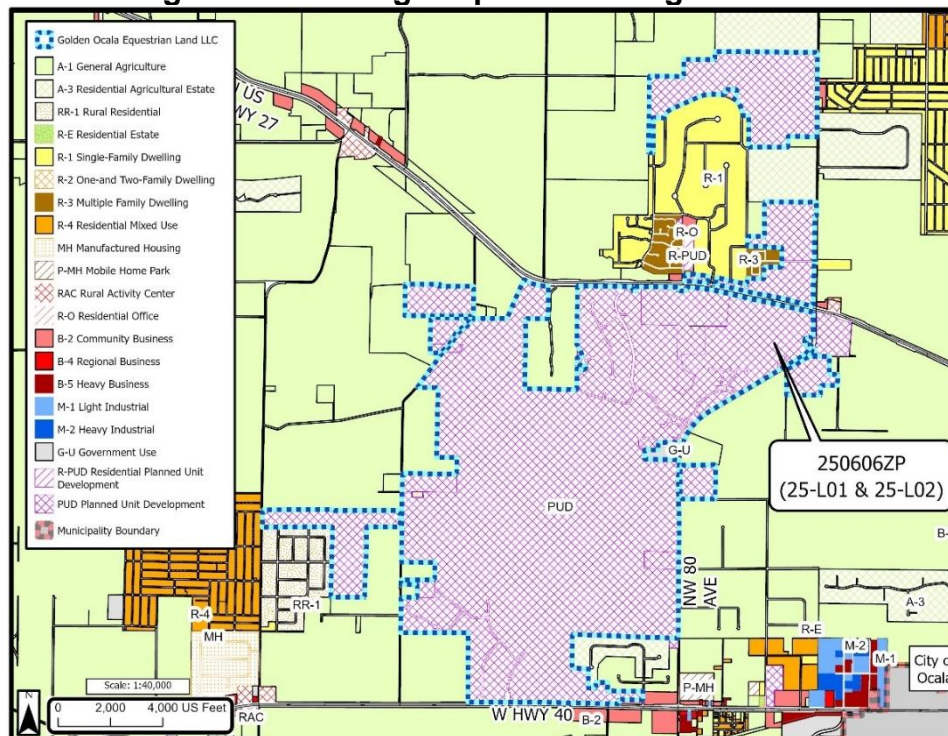 Golden Ocala Equestrian Land LLC
A-1 General Agriculture
A-3 Residential Agricultural Estate
RR-1 Rural Residential
R-E Residential Estate
R-1 Single-Family Dwelling
R-2 One-and Two-Family Dwelling
R-3 Multiple Family Dwelling
R-4 Residential Mixed Use
MH Manufactured Housing
P-MH Mobile Home Park
RAC Rural Activity Center
R-O Residential Office
B-2 Community Business
B-4 Regional Business
B-5 Heavy Business
M-1 Light Industrial
M-2 Heavy Industrial
G-U Government Use
R-PUD Residential Planned Unit
Development
PUD Planned Unit Development
Municipality Boundary
US
HWY 27
R-1
R-O
R-PUD
R-3
G-U
250606ZP
(25-L01 & 25-L02)
PUD
NW 80
AVE
B-
A-3
RR-1
R-4
MH
R-E
M-2
M-1
City o
Ocala
P-MH
Scale: 1:40,000
N
0 2,000 4,000 US Feet
RAC
W HWY 40
B-2